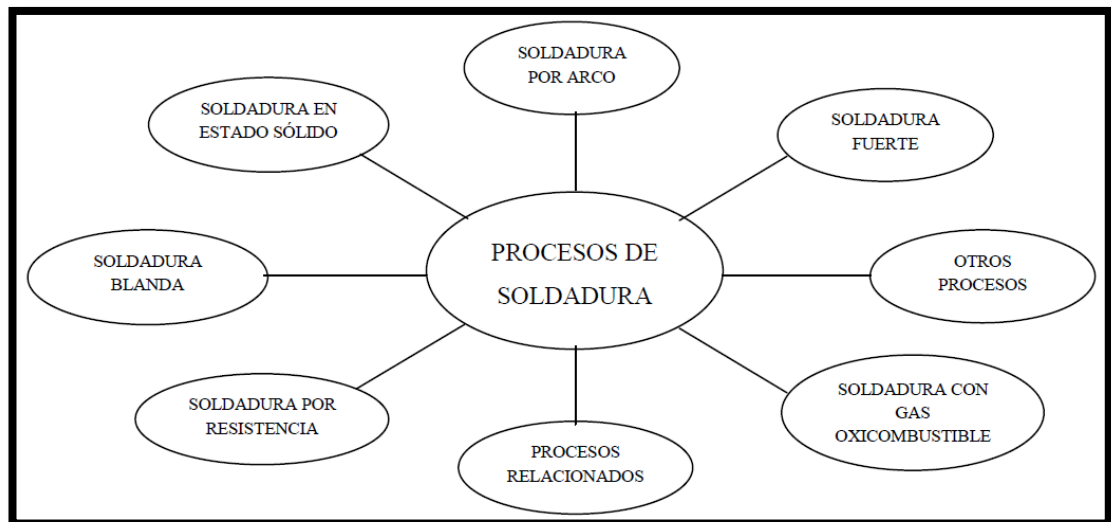 SOLDADURA
POR ARCO
SOLDADURA EN
ESTADO SÓLIDO
SOLDADURA
FUERTE
PROCESOS DE
SOLDADURA
SOLDADURA
BLANDA
OTROS
PROCESOS
SOLDADURA POR
RESISTENCIA
SOLDADURA CON
GAS
OXICOMBUSTIBLE
PROCESOS
RELACIONADOS